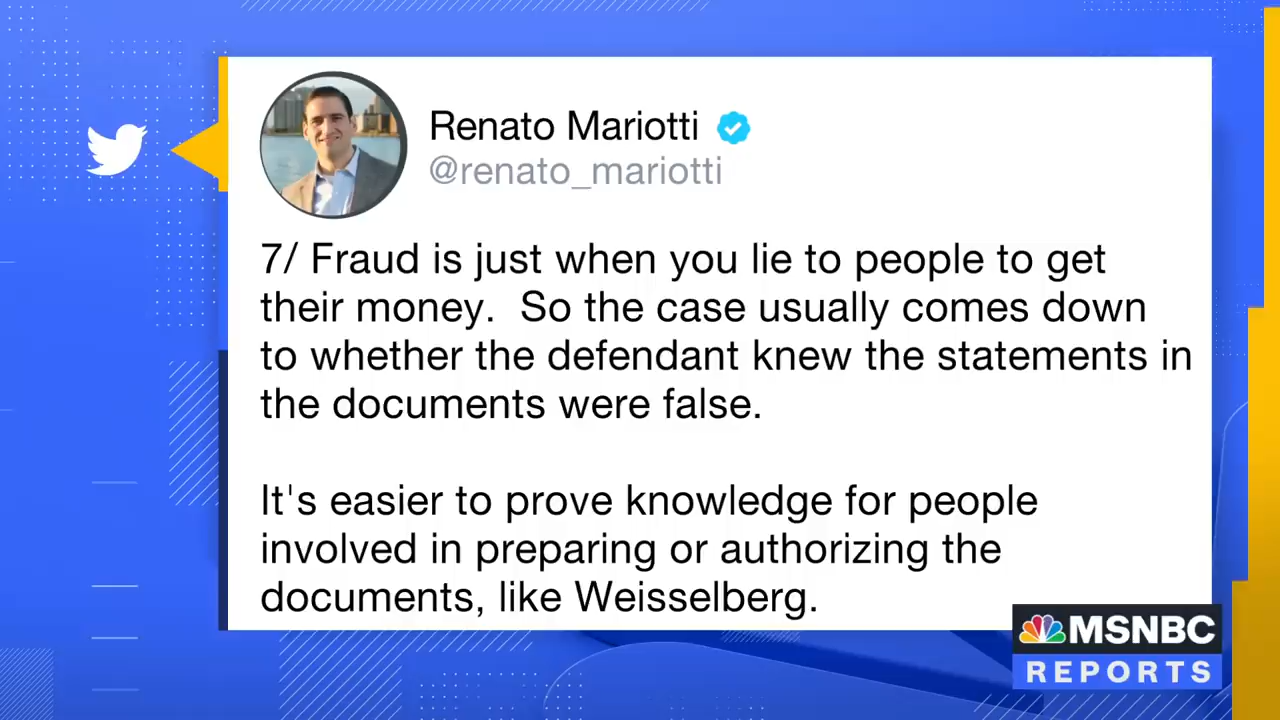 Renato Mariotti
@renato_mariotti
7/ Fraud is just when you lie to people to get
their money.  So the case usually comes down
to whether the defendant knew the statements in
the documents were false.
It's easier to prove knowledge for people
involved in preparing or authorizing the
documents, like Weisselberg.
MSNBC
REPORTS